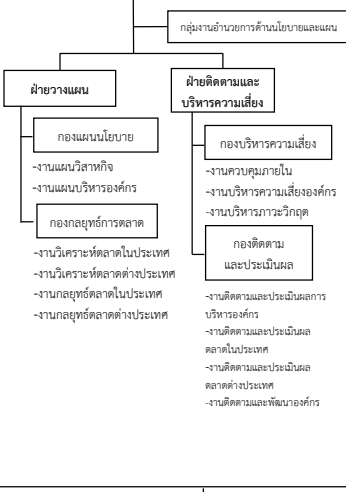 กลุ่มงานอำนวยการด้านนโยบายและแผน
ฝ่ายวางแผน
กองแผนนโยบาย
-งานแผนวิสาหกิจ
-งานแผนบริหารองค์กร
กองกลยุทธ์การตลาด
-งานวิเคราะห์ตลาดในประเทศ
-งานวิเคราะห์ตลาดต่างประเทศ
-งานกลยุทธ์ตลาดในประเทศ
-งานกลยุทธ์ตลาดต่างประเทศ
ฝ่ายติดตามและ
บริหารความเสี่ยง
กองบริหารความเสี่ยง
-งานควบคุมภายใน
-งานบริหารความเสี่ยงองค์กร
-งานบริหารภาวะวิกฤต
กองติดตาม
และประเมินผล
-งานติดตามและประเมินผลการ
บริหารองค์กร
-งานติดตามและประเมินผล
ตลาดในประเทศ
-งานติดตามและประเมินผล
ตลาดต่างประเทศ
-งานติดตามและพัฒนาองค์กร